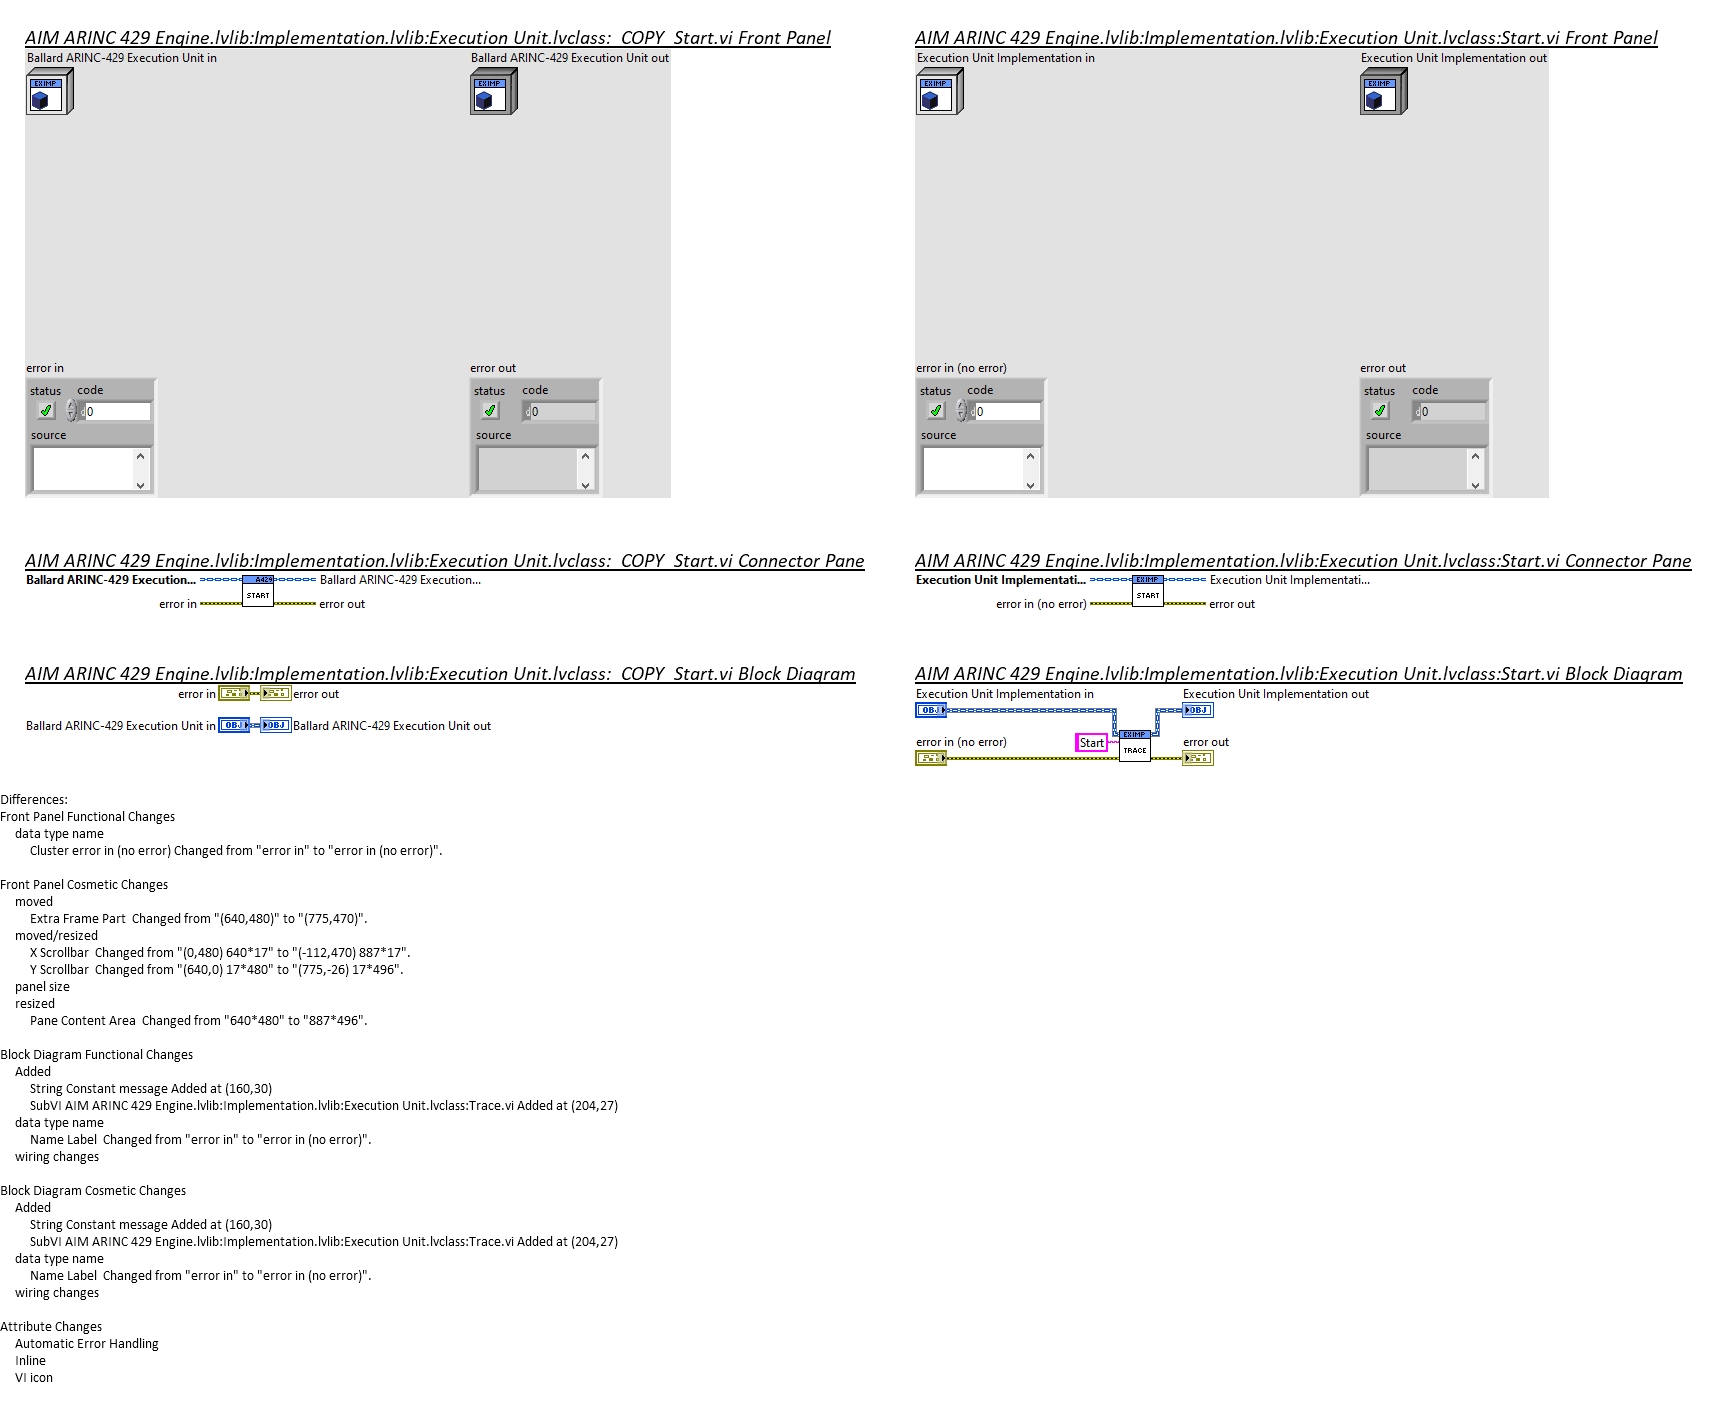 AIM ARINC 429 Engine.lvlib:Implementation.lvlib:Execution Unit.lvclass:_COPY_Start.vi Front Panel
Ballard ARINC-429 Execution Unit in
Ballard ARINC-429 Execution Unit out
EXIMP
EXIMP
error in
status code
0
source
error out
status code
0
source
AIM ARINC 429 Engine.lvlib:Implementation.lvlib:Execution Unit.lvclass:Start.vi Front Panel
Execution Unit Implementation in
Execution Unit Implementation out
EXIMP
EXIMP
error in (no error)
status code
0
source
error out
status code
0
source
AIM ARINC 429 Engine.lvlib:Implementation.lvlib:Execution Unit.lvclass:_COPY_Start.vi Connector Pane
Ballard ARINC-429 Execution...
A429
START
Ballard ARINC-429 Execution...
error in
error out
AIM ARINC 429 Engine.lvlib:Implementation.lvlib:Execution Unit.lvclass:Start.vi Connector Pane
Execution Unit Implementati...
EXIMP
START
Execution Unit Implementati...
error in (no error)
error out
AIM ARINC 429 Engine.lvlib:Implementation.lvlib:Execution Unit.lvclass:_COPY_Start.vi Block Diagram
error in
error out
Ballard ARINC-429 Execution Unit in
OBJ
OBJ
Ballard ARINC-429 Execution Unit out
AIM ARINC 429 Engine.lvlib:Implementation.lvlib:Execution Unit.lvclass:Start.vi Block Diagram
Execution Unit Implementation in
Execution Unit Implementation out
OBJ
OBJ
error in (no error)
Start
EXIMP
TRACE
error out
Differences:
Front Panel Functional Changes
data type name
Cluster error in (no error) Changed from "error in" to "error in (no error)".
Front Panel Cosmetic Changes
moved
Extra Frame Part  Changed from "(640,480)" to "(775,470)".
moved/resized
X Scrollbar  Changed from "(0,480) 640*17" to "(-112,470) 887*17".
Y Scrollbar  Changed from "(640,0) 17*480" to "(775,-26) 17*496".
panel size
resized
Pane Content Area  Changed from "640*480" to "887*496".
Block Diagram Functional Changes
Added
String Constant message Added at (160,30)
SubVI AIM ARINC 429 Engine.lvlib:Implementation.lvlib:Execution Unit.lvclass:Trace.vi Added at (204,27)
data type name
Name Label  Changed from "error in" to "error in (no error)".
wiring changes
Block Diagram Cosmetic Changes
Added
String Constant message Added at (160,30)
SubVI AIM ARINC 429 Engine.lvlib:Implementation.lvlib:Execution Unit.lvclass:Trace.vi Added at (204,27)
data type name
Name Label  Changed from "error in" to "error in (no error)".
wiring changes
Attribute Changes
Automatic Error Handling
Inline
VI icon